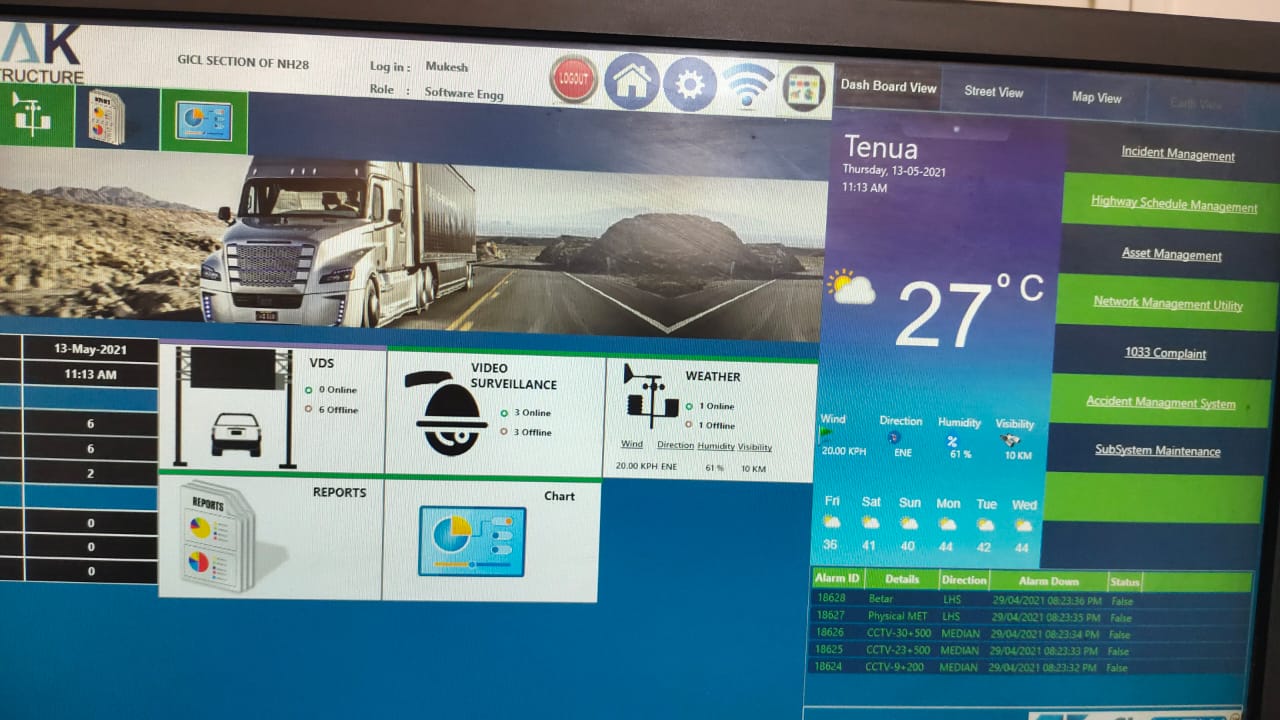 AK
TRUCTURE
GICL SECTION OF NH28
Log in : Mukesh
Role : Software Engg
LOGOUT
Dash Board View
Street View
Map View
Earth View
Tenua
Thursday, 13-05-2021
11:13 AM
27° C
Wind Direction Humidity Visibility
20.00 KPH ENE 61 % 10 KM
Fri Sat Sun Mon Tue Wed
36 41 40 44 42 44
Incident Management
Highway Schedule Management
Asset Management
Network Management Utility
1033 Complaint
Accident Managment System
SubSystem Maintenance
13-May-2021
11:13 AM
6
6
2
0
0
0
VDS
0 Online
6 Offline
VIDEO
SURVEILLANCE
3 Online
3 Offline
WEATHER
1 Online
1 Offline
Wind Direction Humidity Visibility
20.00 KPH ENE 61 % 10 KM
REPORTS
REPORTS
Chart
Alarm ID Details Direction Alarm Down Status
18628 Betar LHS 29/04/2021 08:23:36 PM False
18627 Physical MET LHS 29/04/2021 08:23:35 PM False
18626 CCTV-30+500 MEDIAN 29/04/2021 08:23:34 PM False
18625 CCTV-23+500 MEDIAN 29/04/2021 08:23:33 PM False
18624 CCTV-9+200 MEDIAN 29/04/2021 08:23:32 PM False